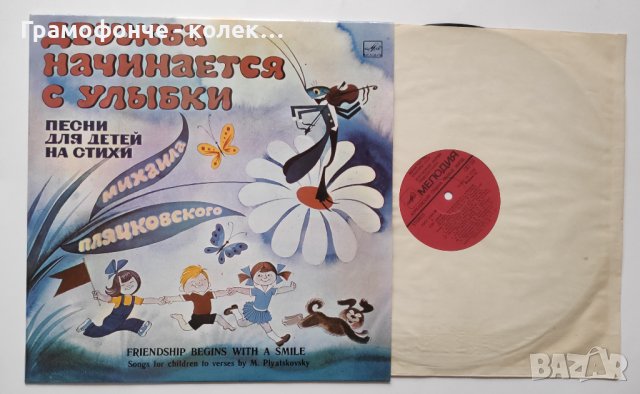 Грамофонче- колек...
ДРУЖБА
НАЧИНАЕТСЯ
С УЛЫБКИ
ПЕСНИ
ДЛЯ ДЕТЕЙ
НА СТИХИ
МИХАИЛА
ПЛЯЦКОВСКОГО
FRIENDSHIP BEGINS WITH A SMILE
Songs for children to verses by M. Plyatskovsky
МЕЛОДИЯ
BAZAR